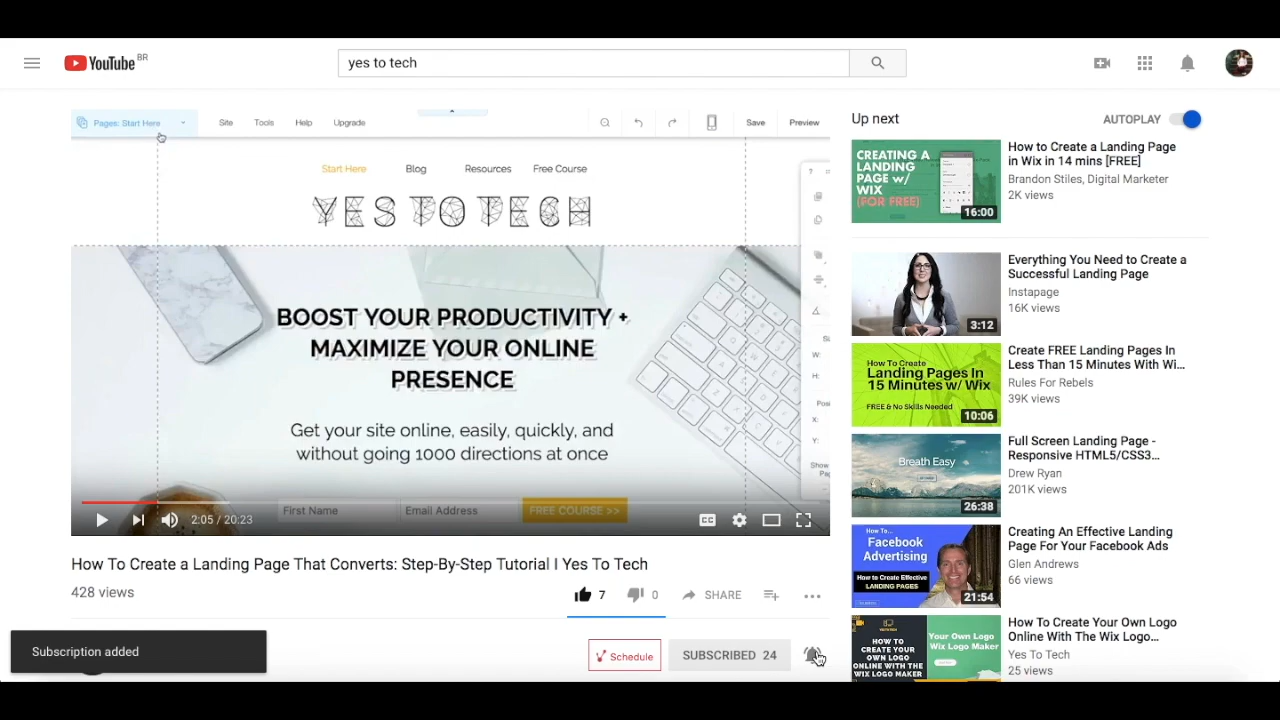 YouTube BR
yes to tech
Pages: Start Here
Site
Tools
Help
Upgrade
Save
Preview
Start Here
Blog
Resources
Free Course
YES TO TECH
BOOST YOUR PRODUCTIVITY +
MAXIMIZE YOUR ONLINE
PRESENCE
Get your site online, easily, quickly, and
without going 1000 directions at once
First Name
Email Address
FREE COURSE >>
?
W:
H:
X:
Y:
Show
2:05 / 20:23
CC
How To Create a Landing Page That Converts: Step-By-Step Tutorial I Yes To Tech
428 views
7
0
SHARE
Subscription added
Schedule
SUBSCRIBED 24
Up next
AUTOPLAY
CREATING A
LANDING
PAGE w/
WIX
(FOR FREE)
16:00
How to Create a Landing Page
in Wix in 14 mins [FREE]
Brandon Stiles, Digital Marketer
2K views
3:12
Everything You Need to Create a
Successful Landing Page
Instapage
16K views
How To Create
Landing Pages In
15 Minutes w/ Wix
FREE & No Skills Needed
10:06
Create FREE Landing Pages In
Less Than 15 Minutes With Wi...
Rules For Rebels
39K views
Breath Easy
26:38
Full Screen Landing Page -
Responsive HTML5/CSS3...
Drew Ryan
201K views
How To...
Facebook
Advertising
How to Create Effective
LANDING PAGES
21:54
Creating An Effective Landing
Page For Your Facebook Ads
Glen Andrews
66 views
HOW TO
CREATE YOUR
OWN LOGO
ONLINE WITH THE
WIX LOGO MAKER
Your Own Logo
Wix Logo Maker
How To Create Your Own Logo
Online With The Wix Logo...
Yes To Tech
25 views